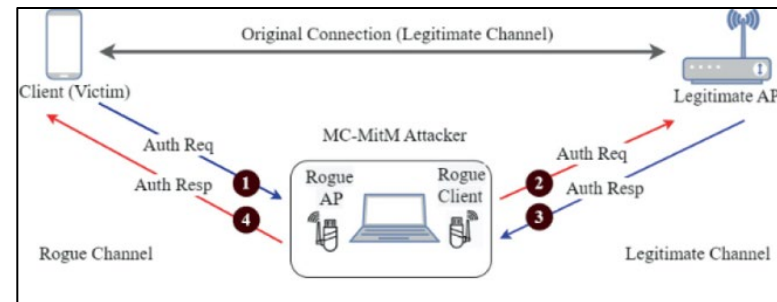 Original Connection (Legitimate Channel)
Client (Victim)
Legitimate AP
MC-MitM Attacker
Auth Req
Auth Resp
1
4
Rogue
AP
Rogue
Client
2
Auth Req
Auth Resp
3
Rogue Channel
Legitimate Channel